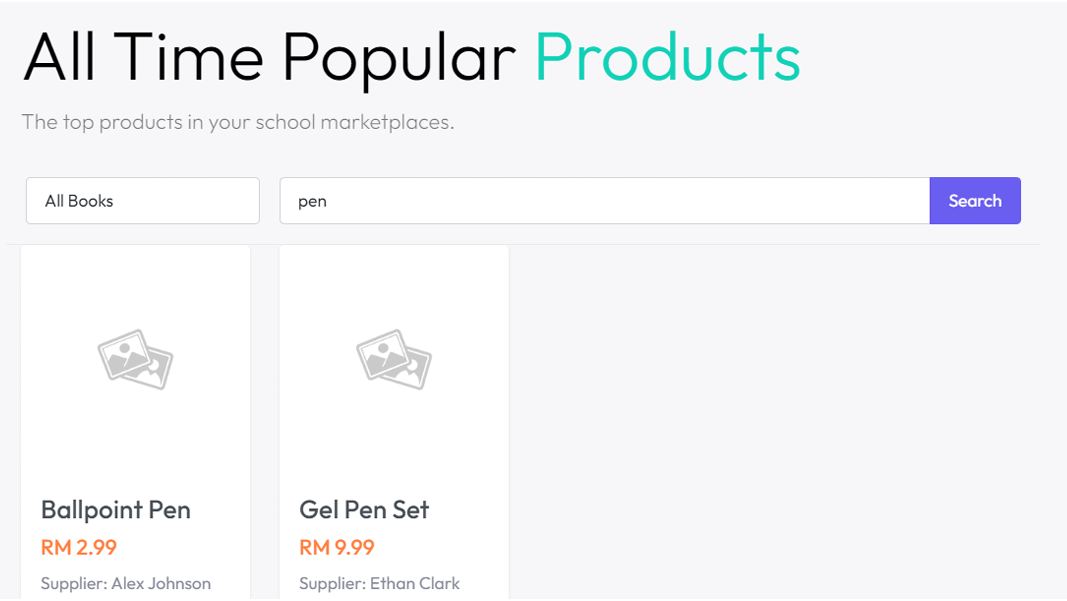 All Time Popular Products
The top products in your school marketplaces.
All Books
pen
Search
Ballpoint Pen
RM 2.99
Supplier: Alex Johnson
Gel Pen Set
RM 9.99
Supplier: Ethan Clark